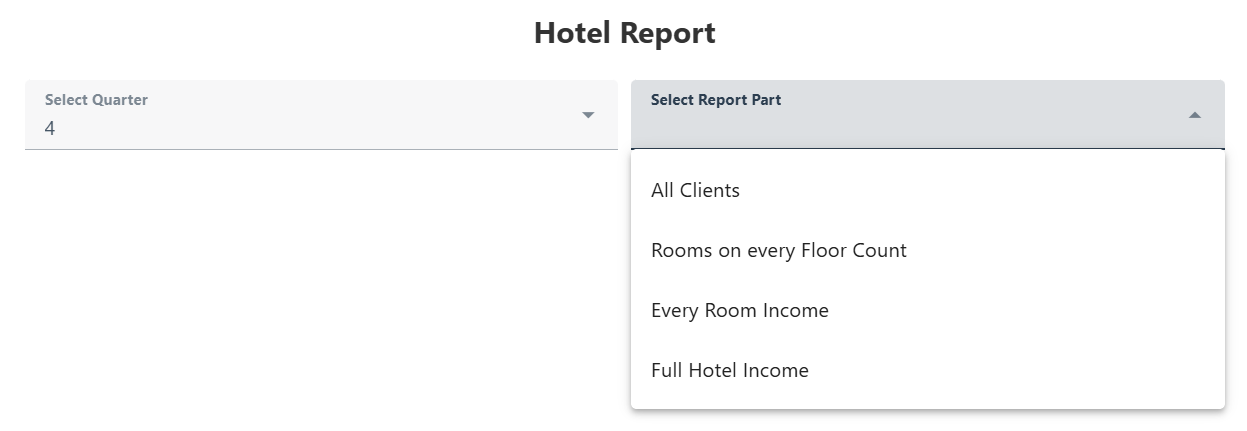 Hotel Report
Select Quarter
4
Select Report Part
All Clients
Rooms on every Floor Count
Every Room Income
Full Hotel Income